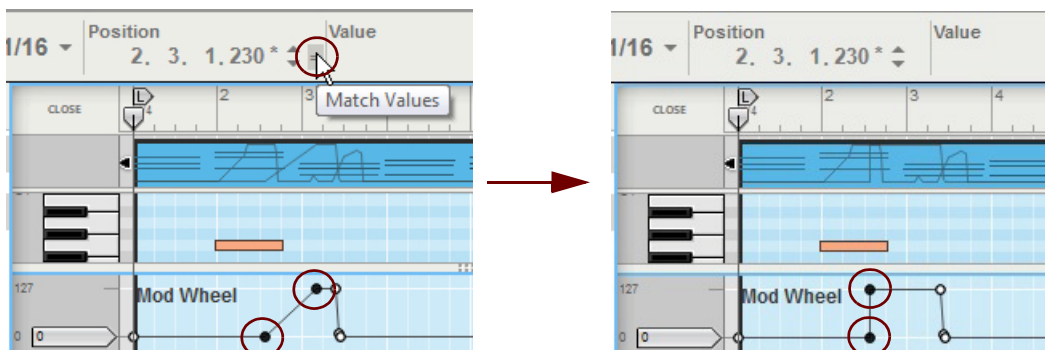 1/16 Position Value
2. 3. 1.230 * =
Match Values
CLOSE L 2 3
4
127
Mod Wheel
0 0
1/16 Position Value
2. 3. 1.230 *
CLOSE L 2 3 4
4
127
Mod Wheel
0 0